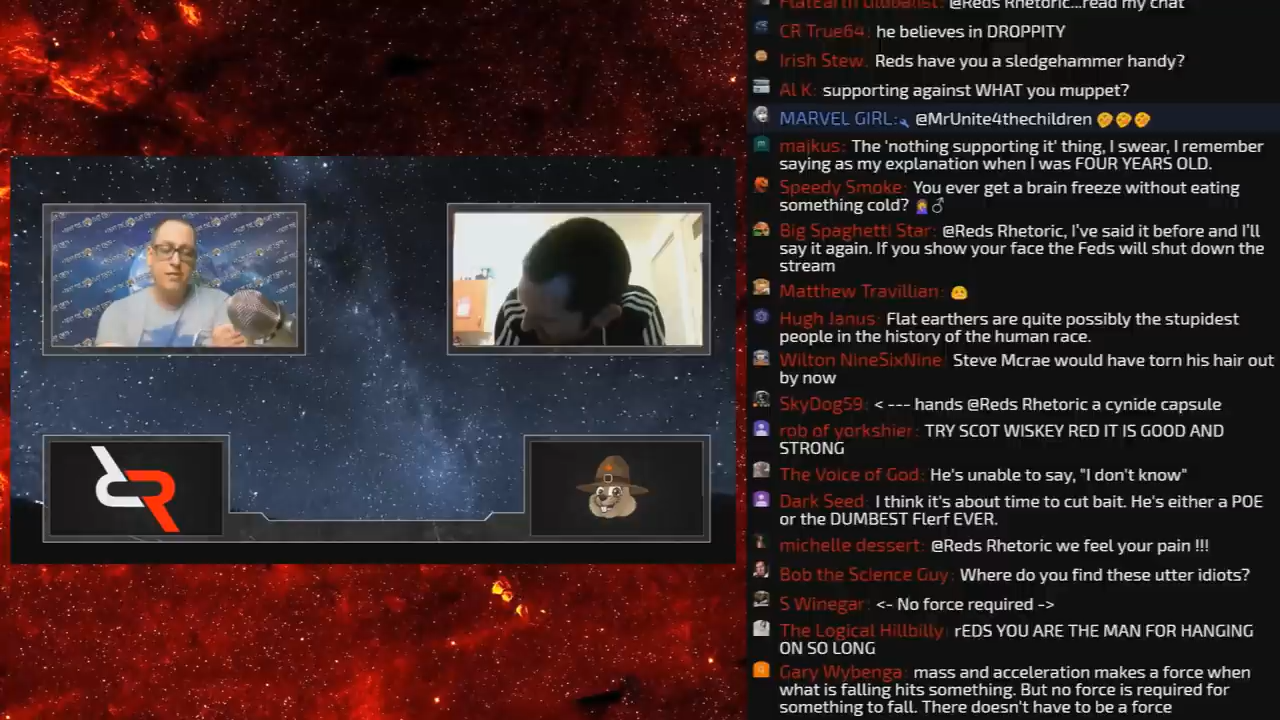 FlatEarth Globalist: @Reds Rhetoric...read my chat
CR True64: he believes in DROPPITY
Irish Stew: Reds have you a sledgehammer handy?
Al K: supporting against WHAT you muppet?
MARVEL GIRL: @MrUnite4thechildren
majkus: The 'nothing supporting it' thing, I swear, I remember
saying as my explanation when I was FOUR YEARS OLD.
Speedy Smoke: You ever get a brain freeze without eating
something cold?
Big Spaghetti Star: @Reds Rhetoric, I've said it before and I'll
say it again. If you show your face the Feds will shut down the
stream
Matthew Travillian:
Hugh Janus: Flat earthers are quite possibly the stupidest
people in the history of the human race.
Wilton NineSixNine: Steve Mcrae would have torn his hair out
by now
SkyDog59: < --- hands @Reds Rhetoric a cynide capsule
rob of yorkshier: TRY SCOT WISKEY RED IT IS GOOD AND
STRONG
The Voice of God: He's unable to say, "I don't know"
Dark Seed: I think it's about time to cut bait. He's either a POE
or the DUMBEST Flerf EVER.
michelle dessert: @Reds Rhetoric we feel your pain !!!
Bob the Science Guy: Where do you find these utter idiots?
S Winegar: <- No force required ->
The Logical Hillbilly: rEDS YOU ARE THE MAN FOR HANGING
ON SO LONG
Gary Wybenga: mass and acceleration makes a force when
what is falling hits something. But no force is required for
something to fall. There doesn't have to be a force